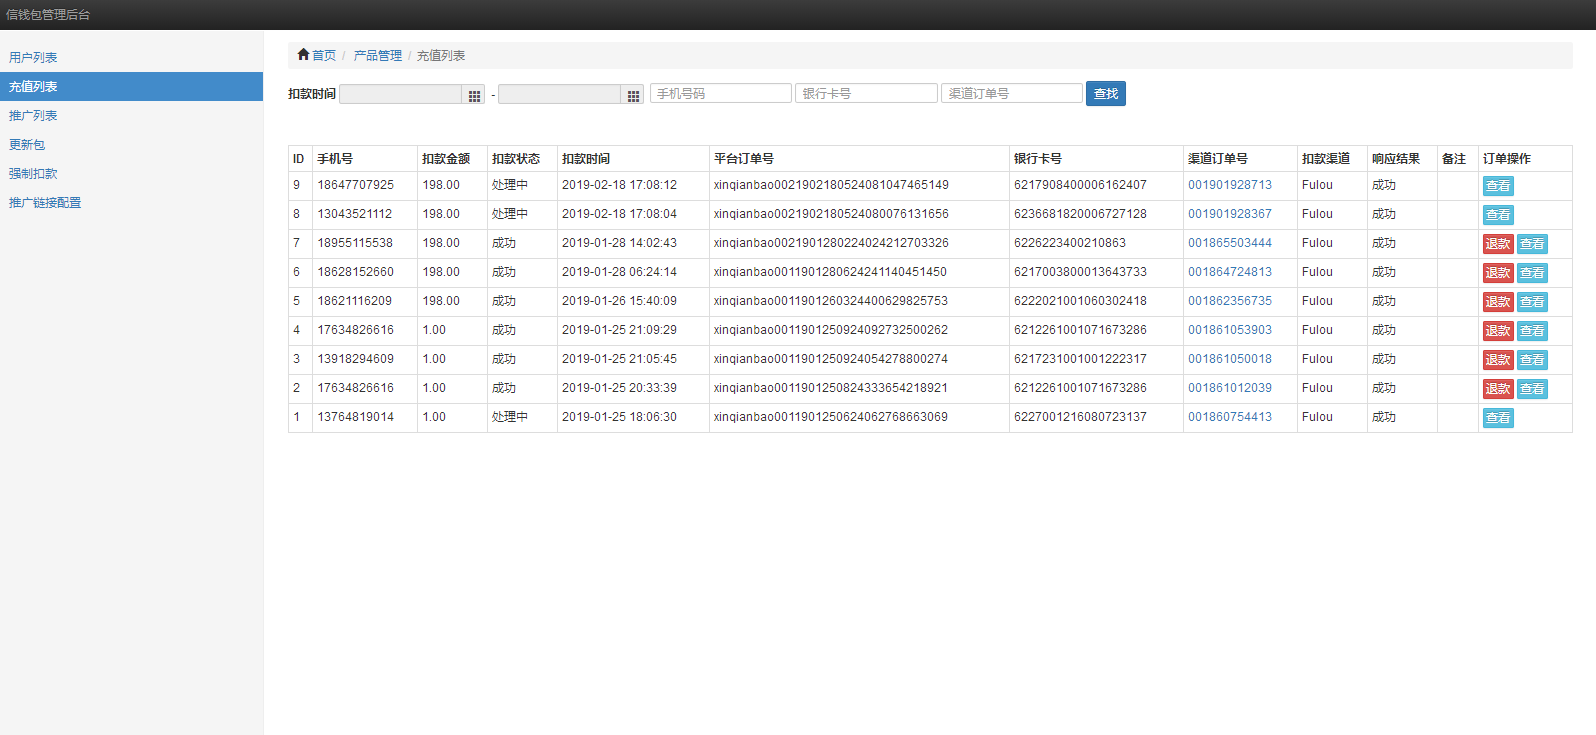 信钱包管理后台
用户列表
充值列表
推广列表
更新包
强制扣款
推广链接配置
首页 / 产品管理 / 充值列表
扣款时间 - 手机号码 银行卡号 渠道订单号 查找
ID 手机号 扣款金额 扣款状态 扣款时间 平台订单号 银行卡号 渠道订单号 扣款渠道 响应结果 备注 订单操作
9 18647707925 198.00 处理中 2019-02-18 17:08:12 xinqianbao0021902180524081047465149 6217908400006162407 001901928713 Fulou 成功 查看
8 13043521112 198.00 处理中 2019-02-18 17:08:04 xinqianbao0021902180524080076131656 6236681820006727128 001901928367 Fulou 成功 查看
7 18955115538 198.00 成功 2019-01-28 14:02:43 xinqianbao0021901280224024212703326 6226223400210863 001865503444 Fulou 成功 退款 查看
6 18628152660 198.00 成功 2019-01-28 06:24:14 xinqianbao0011901280624241140451450 6217003800013643733 001864724813 Fulou 成功 退款 查看
5 18621116209 198.00 成功 2019-01-26 15:40:09 xinqianbao0011901260324400629825753 6222021001060302418 001862356735 Fulou 成功 退款 查看
4 17634826616 1.00 成功 2019-01-25 21:09:29 xinqianbao0011901250924092732500262 6212261001071673286 001861053903 Fulou 成功 退款 查看
3 13918294609 1.00 成功 2019-01-25 21:05:45 xinqianbao0011901250924054278800274 6217231001001222317 001861050018 Fulou 成功 退款 查看
2 17634826616 1.00 成功 2019-01-25 20:33:39 xinqianbao0011901250824333654218921 6212261001071673286 001861012039 Fulou 成功 退款 查看
1 13764819014 1.00 处理中 2019-01-25 18:06:30 xinqianbao0011901250624062768663069 6227001216080723137 001860754413 Fulou 成功 查看